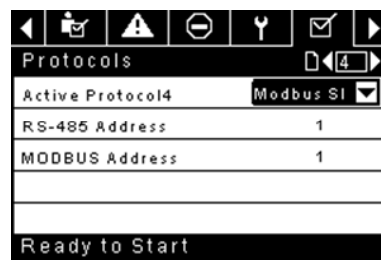 Protocols 4
Active Protocol4 Modbus Sl
RS-485 Address 1
MODBUS Address 1
Ready to Start